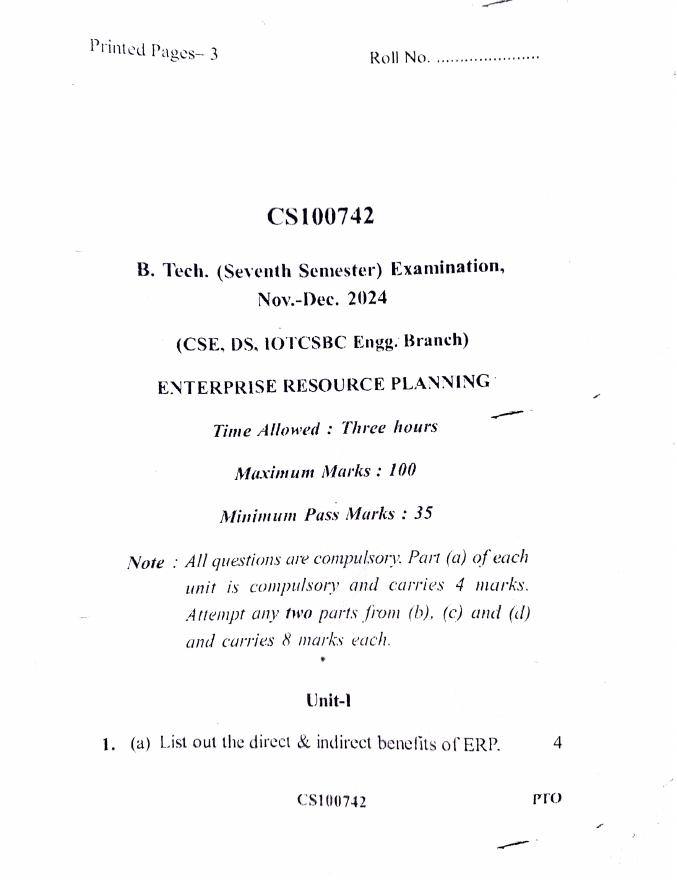 Printed Pages– 3
Roll No. ......................
CS100742
B. Tech. (Seventh Semester) Examination,
Nov.-Dec. 2024
(CSE, DS, IOTCSBC Engg. Branch)
ENTERPRISE RESOURCE PLANNING
Time Allowed : Three hours
Maximum Marks : 100
Minimum Pass Marks : 35
Note : All questions are compulsory. Part (a) of each
unit is compulsory and carries 4 marks.
Attempt any two parts from (b), (c) and (d)
and carries 8 marks each.
Unit-I
1. (a) List out the direct & indirect benefits of ERP. 4
CS100742
PTO